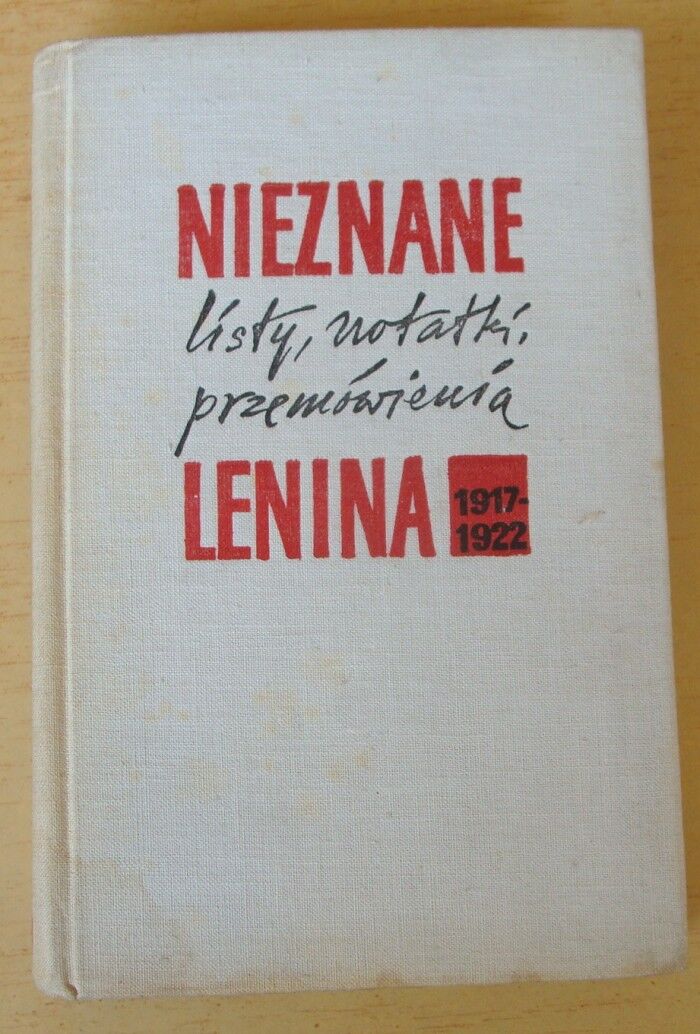 NIEZNANE
listy, notatki,
przemówienia
LENINA
1917-
1922